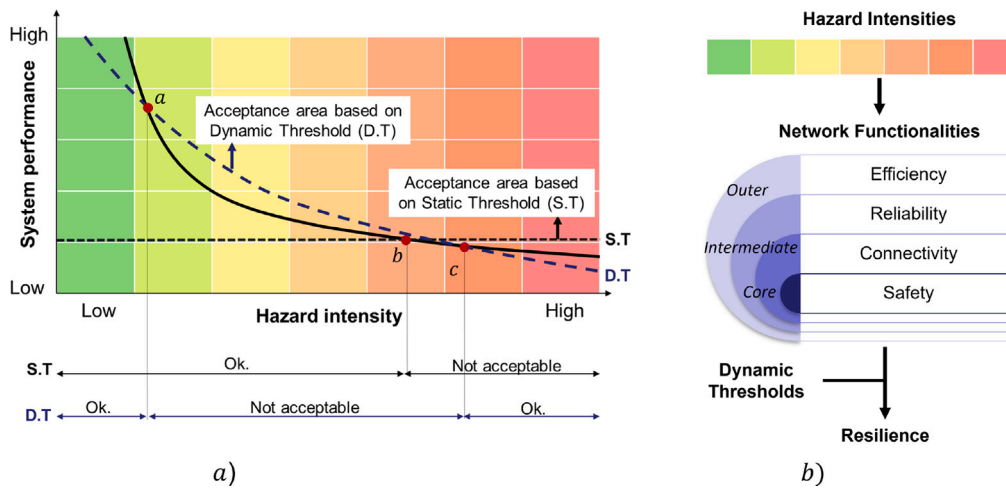 High
System performance
Low
a
Acceptance area based on
Dynamic Threshold (D.T)
Acceptance area based
on Static Threshold (S.T)
b
c
S.T
D.T
Low
Hazard intensity
High
S.T
Ok.
Not acceptable
D.T
Ok.
Not acceptable
Ok.
a)
Hazard Intensities
Network Functionalities
Outer
Efficiency
Reliability
Intermediate
Connectivity
Core
Safety
Dynamic
Thresholds
Resilience
b)